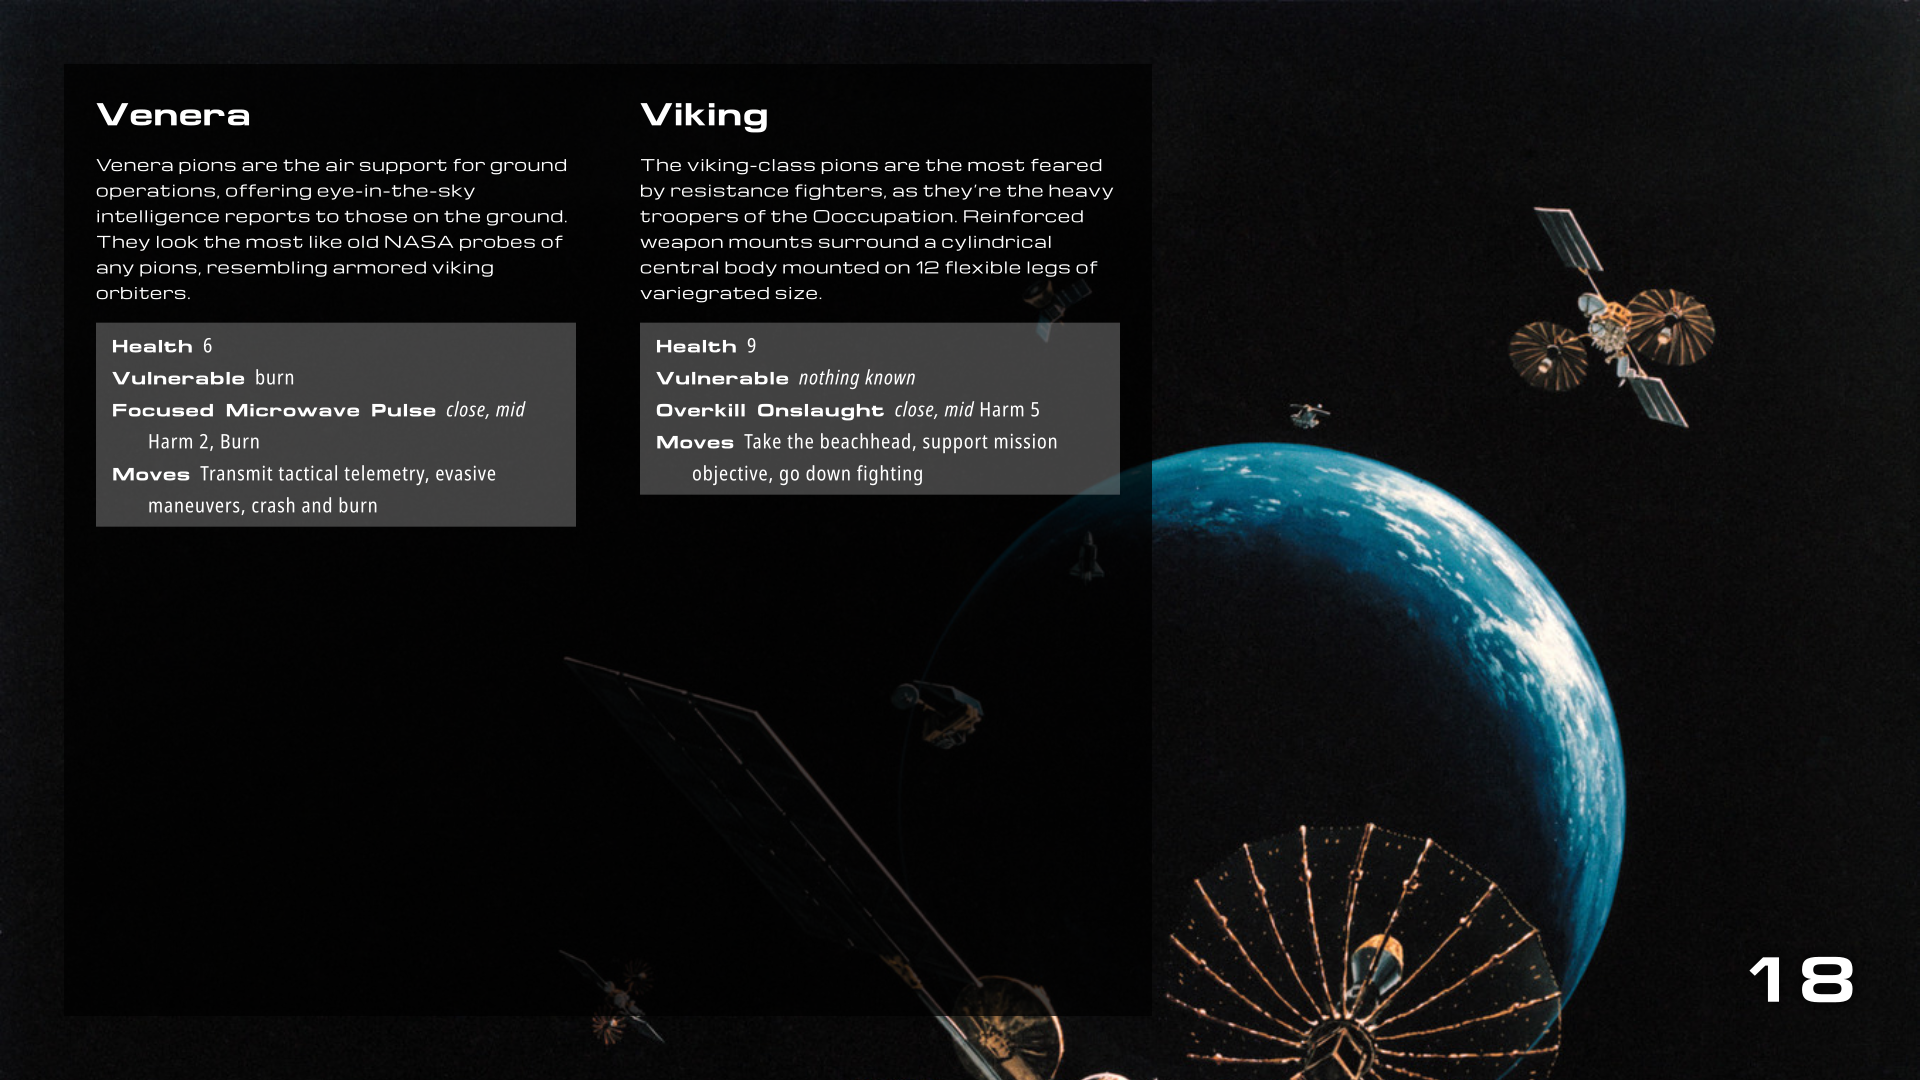 Venera
Venera pions are the air support for ground
operations, offering eye-in-the-sky
intelligence reports to those on the ground.
They look the most like old NASA probes of
any pions, resembling armored viking
orbiters.
Health 6
Vulnerable burn
Focused Microwave Pulse close, mid
Harm 2, Burn
Moves Transmit tactical telemetry, evasive
maneuvers, crash and burn
Viking
The viking-class pions are the most feared
by resistance fighters, as they’re the heavy
troopers of the Ooccupation. Reinforced
weapon mounts surround a cylindrical
central body mounted on 12 flexible legs of
variegrated size.
Health 9
Vulnerable nothing known
Overkill Onslaught close, mid Harm 5
Moves Take the beachhead, support mission
objective, go down fighting
18